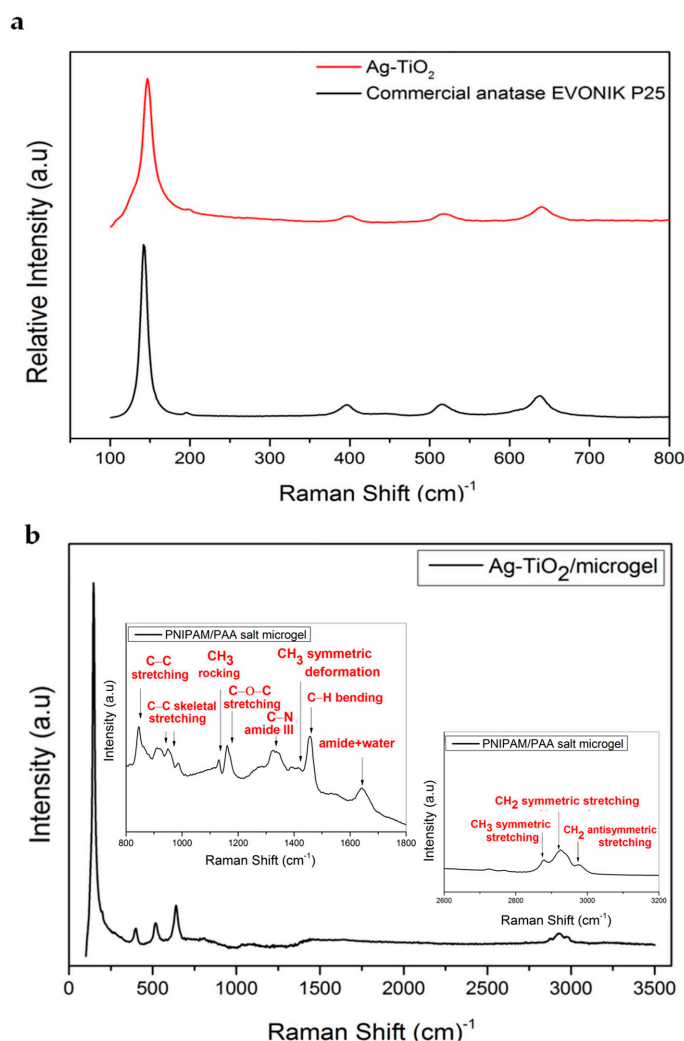 a
Ag-TiO₂
Commercial anatase EVONIK P25
Relative Intensity (a.u)
100 200 300 400 500 600 700 800
Raman Shift (cm)⁻¹
b
Ag-TiO₂/microgel
Intensity (a.u)
PNIPAM/PAA salt microgel
C–C
stretching
C–C skeletal
stretching
CH₃
rocking
C–O–C
stretching
C–N
amide III
CH₃ symmetric
deformation
C–H bending
amide+water
Intensity (a.u)
800 1000 1200 1400 1600 1800
Raman Shift (cm⁻¹)
PNIPAM/PAA salt microgel
CH₂ symmetric stretching
CH₃ symmetric
stretching
CH₂ antisymmetric
stretching
Intensity (a.u)
2600 2800 3000 3200
Raman Shift (cm⁻¹)
0 500 1000 1500 2000 2500 3000 3500
Raman Shift (cm)⁻¹